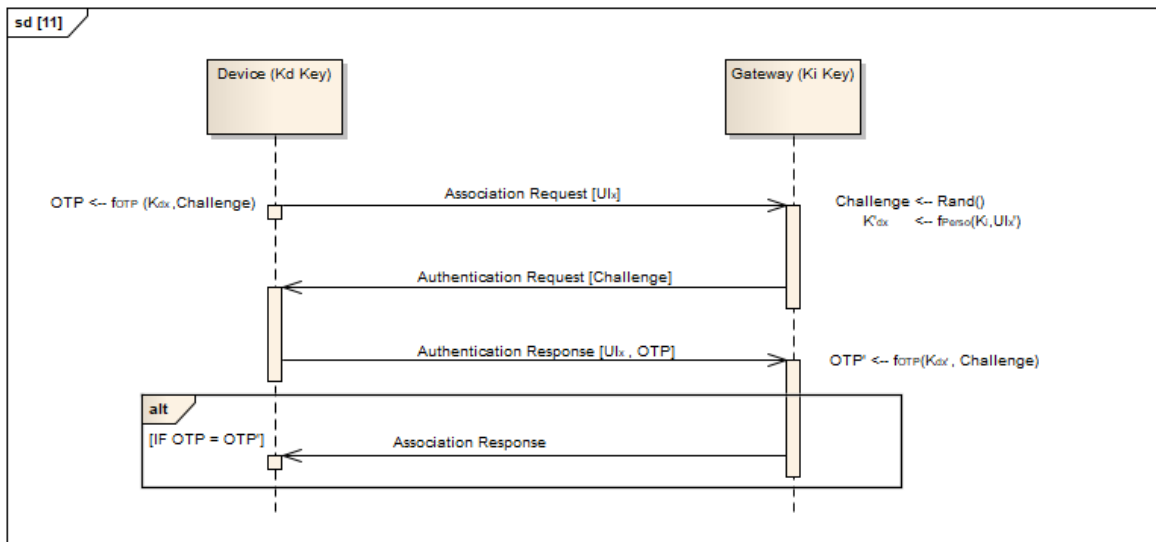 sd [11]
Device (Kd Key)
Gateway (Ki Key)
Association Request [UIx]
OTP <-- fOTP (Kdx,Challenge)
Challenge <-- Rand()
K'dx <-- fPerso(Ki,UIx')
Authentication Request [Challenge]
Authentication Response [UIx , OTP]
OTP' <-- fOTP(Kdx' , Challenge)
alt
[IF OTP = OTP']
Association Response